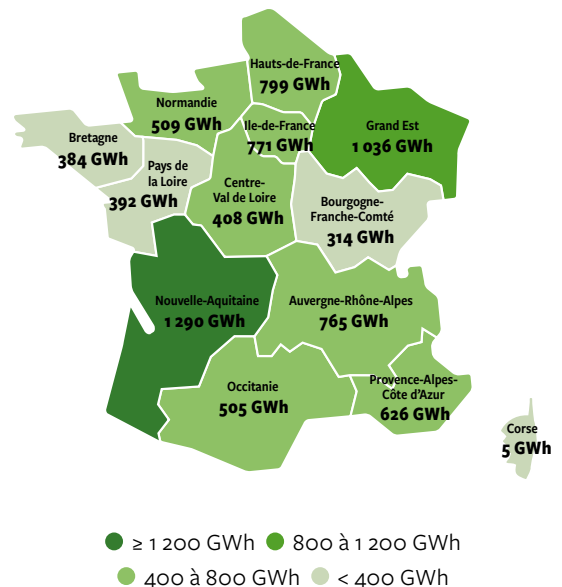 Hauts-de-France
799 GWh
Normandie
509 GWh
Ile-de-France
771 GWh
Grand Est
1 036 GWh
Bretagne
384 GWh
Pays de
la Loire
392 GWh
Centre-
Val de Loire
408 GWh
Bourgogne-
Franche-Comté
314 GWh
Nouvelle-Aquitaine
1 290 GWh
Auvergne-Rhône-Alpes
765 GWh
Occitanie
505 GWh
Provence-Alpes-
Côte d'Azur
626 GWh
Corse
5 GWh
≥ 1 200 GWh 800 à 1 200 GWh
400 à 800 GWh < 400 GWh